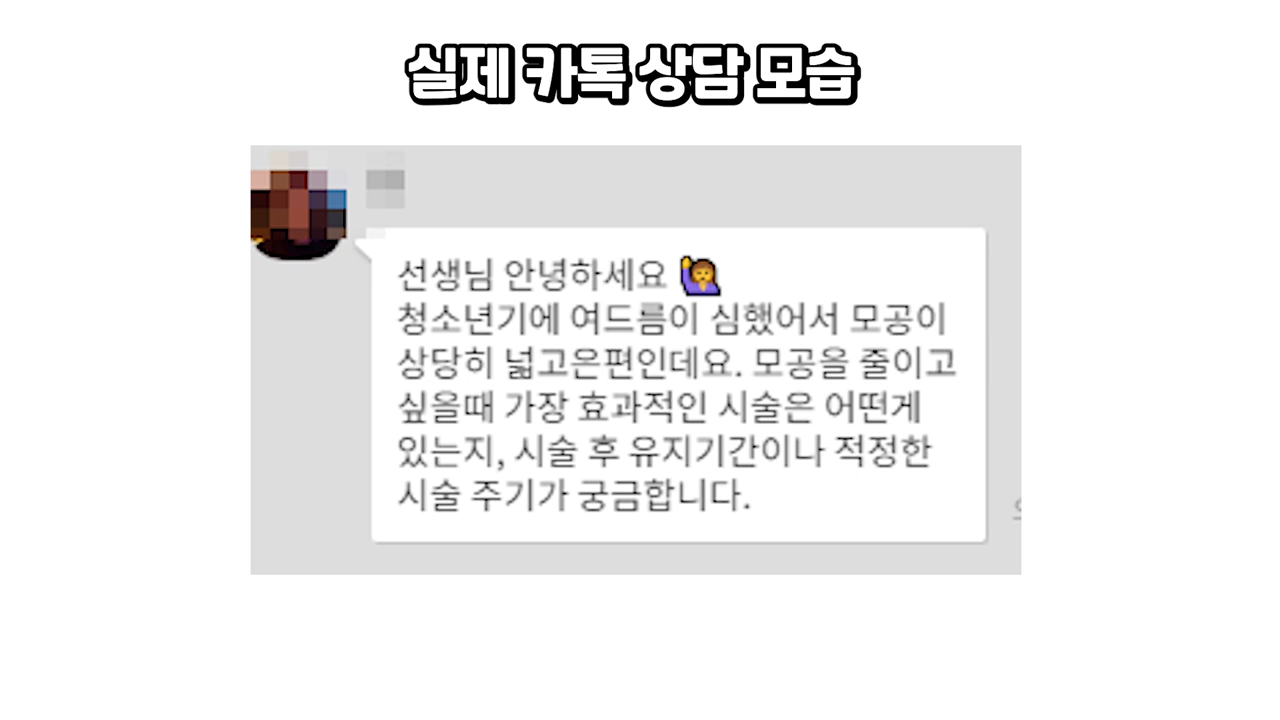 실제 카톡 상담 모습
선생님 안녕하세요 🙋‍♀️
청소년기에 여드름이 심했어서 모공이
상당히 넓고은편인데요. 모공을 줄이고
싶을때 가장 효과적인 시술은 어떤게
있는지, 시술 후 유지기간이나 적정한
시술 주기가 궁금합니다.